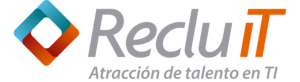 Recluit
Atracción de talento en TI